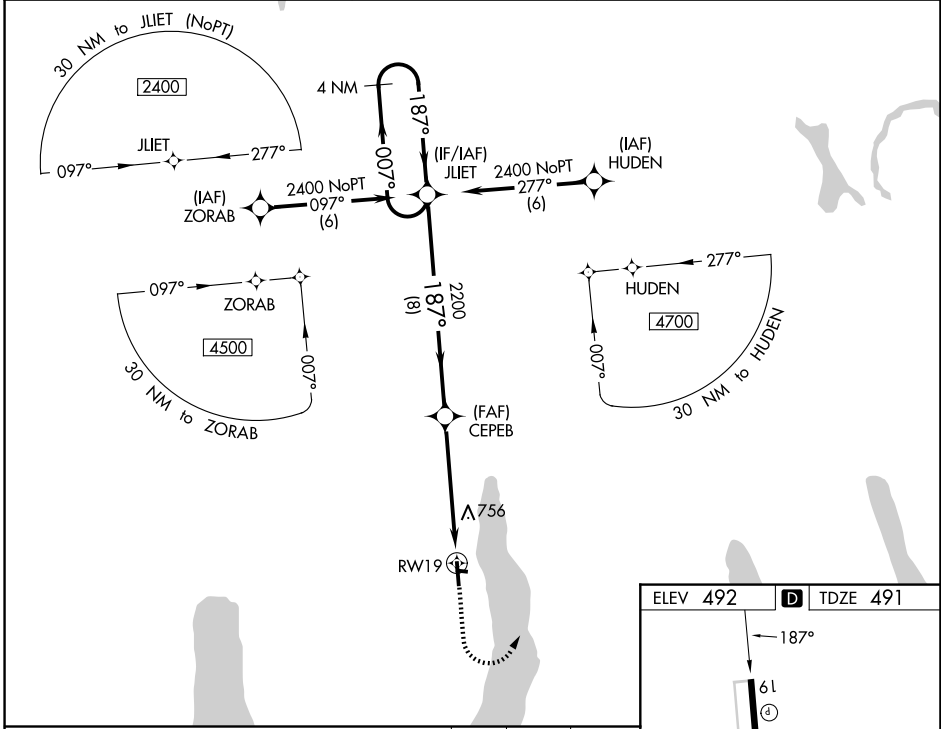 30 NM to JLIET (NoPT)
2400
JLIET
097°
277°
4 NM
187°
007°
(IF/IAF)
JLIET
(IAF)
HUDEN
2400 NoPT
277°
(6)
(IAF)
ZORAB
2400 NoPT
097°
(6)
097°
ZORAB
4500
007°
30 NM to ZORAB
2200
187°
(8)
277°
HUDEN
4700
007°
30 NM to HUDEN
(FAF)
CEPEB
756
RW19
ELEV 492 D TDZE 491
187°
19
P